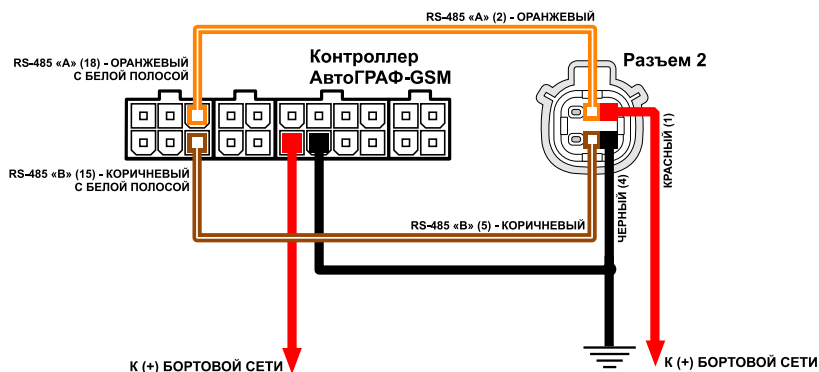 RS-485 «А» (2) - ОРАНЖЕВЫЙ
RS-485 «А» (18) - ОРАНЖЕВЫЙ
С БЕЛОЙ ПОЛОСОЙ
Контроллер
АвтоГРАФ-GSM
Разъем 2
КРАСНЫЙ (1)
RS-485 «В» (15) - КОРИЧНЕВЫЙ
С БЕЛОЙ ПОЛОСОЙ
ЧЕРНЫЙ (4)
RS-485 «В» (5) - КОРИЧНЕВЫЙ
К (+) БОРТОВОЙ СЕТИ
К (+) БОРТОВОЙ СЕТИ